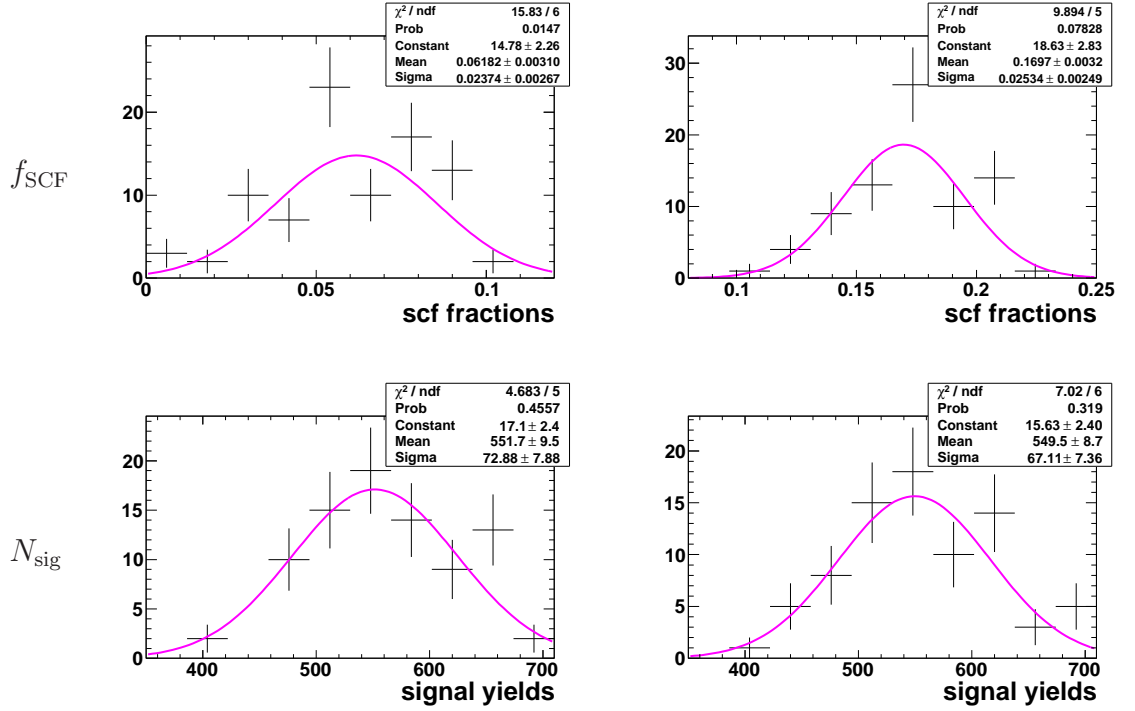 χ² / ndf 15.83 / 6
Prob 0.0147
Constant 14.78 ± 2.26
Mean 0.06182 ± 0.00310
Sigma 0.02374 ± 0.00267
20
10
0
0 0.05 0.1
scf fractions
f_SCF
χ² / ndf 9.894 / 5
Prob 0.07828
Constant 18.63 ± 2.83
Mean 0.1697 ± 0.0032
Sigma 0.02534 ± 0.00249
30
20
10
0
0.1 0.15 0.2 0.25
scf fractions
χ² / ndf 4.683 / 5
Prob 0.4557
Constant 17.1 ± 2.4
Mean 551.7 ± 9.5
Sigma 72.88 ± 7.88
20
15
10
5
0
400 500 600 700
signal yields
N_sig
χ² / ndf 7.02 / 6
Prob 0.319
Constant 15.63 ± 2.40
Mean 549.5 ± 8.7
Sigma 67.11 ± 7.36
20
15
10
5
0
400 500 600 700
signal yields